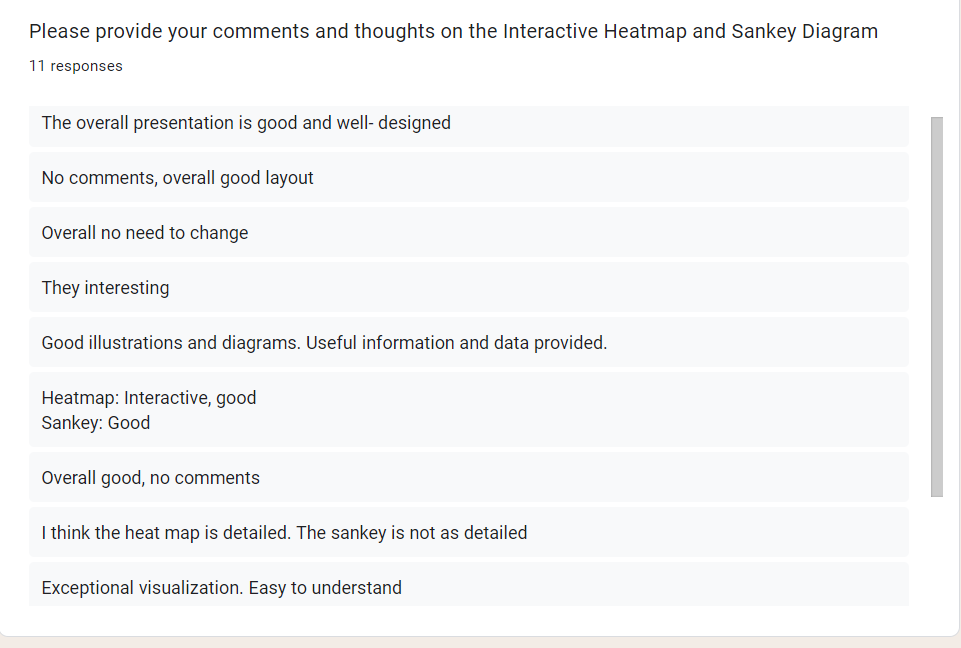 Please provide your comments and thoughts on the Interactive Heatmap and Sankey Diagram
11 responses
The overall presentation is good and well- designed
No comments, overall good layout
Overall no need to change
They interesting
Good illustrations and diagrams. Useful information and data provided.
Heatmap: Interactive, good
Sankey: Good
Overall good, no comments
I think the heat map is detailed. The sankey is not as detailed
Exceptional visualization. Easy to understand